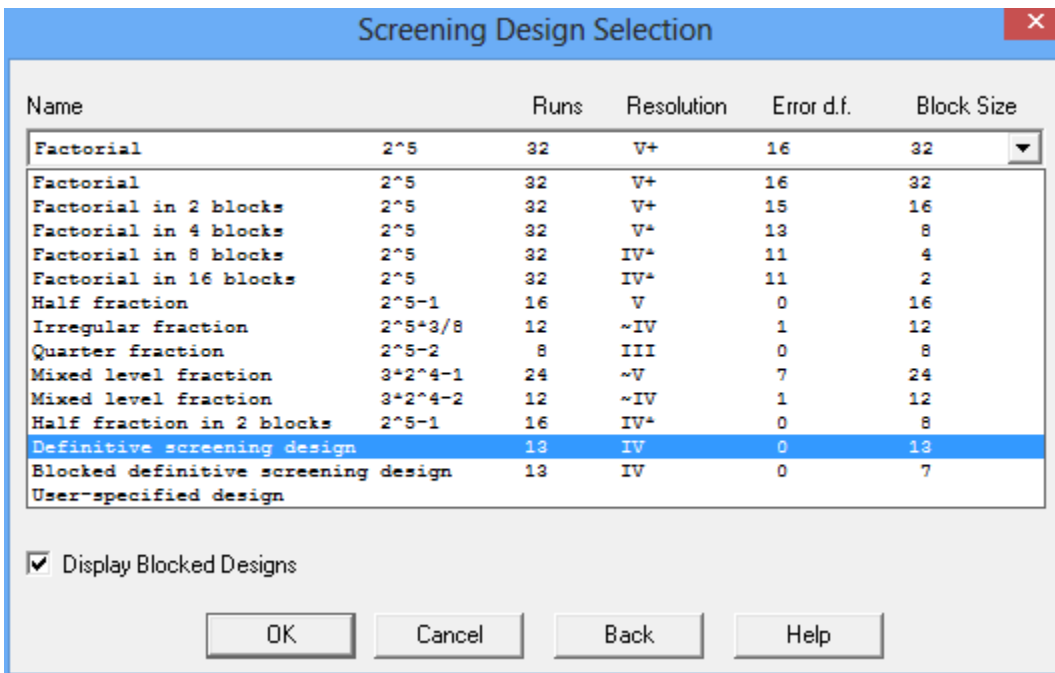 Screening Design Selection
Name Runs Resolution Error d.f. Block Size
Factorial 2^5 32 V+ 16 32
Factorial 2^5 32 V+ 16 32
Factorial in 2 blocks 2^5 32 V+ 15 16
Factorial in 4 blocks 2^5 32 V* 13 8
Factorial in 8 blocks 2^5 32 IV* 11 4
Factorial in 16 blocks 2^5 32 IV* 11 2
Half fraction 2^5-1 16 V 0 16
Irregular fraction 2^5*3/8 12 ~IV 1 12
Quarter fraction 2^5-2 8 III 0 8
Mixed level fraction 3*2^4-1 24 ~V 7 24
Mixed level fraction 3*2^4-2 12 ~IV 1 12
Half fraction in 2 blocks 2^5-1 16 IV* 0 8
Definitive screening design 13 IV 0 13
Blocked definitive screening design 13 IV 0 7
User-specified design
Display Blocked Designs
OK Cancel Back Help